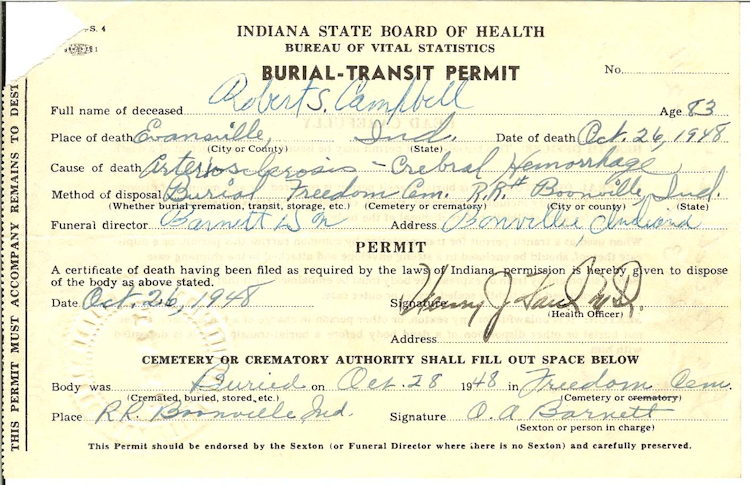 S. 4
INDIANA STATE BOARD OF HEALTH
BUREAU OF VITAL STATISTICS
BURIAL-TRANSIT PERMIT
No.
Full name of deceased Robert S. Campbell Age 83
Place of death Evansville, Ind. Date of death Oct. 26, 1948
(City or County) (State)
Cause of death Arteriosclerosis - Crebral Hemorrhage
Method of disposal Burial Freedom Cem. R.R# Boonville, Ind.
(Whether burial cremation, transit, storage, etc.) (Cemetery or crematory) (City or county) (State)
Funeral director Barnett & Son Address Bonvillie, Indiana
PERMIT
A certificate of death having been filed as required by the laws of Indiana, permission is hereby given to dispose
of the body as above stated.
Date Oct. 26, 1948 Signature Henry J M.D.
(Health Officer)
Address
CEMETERY OR CREMATORY AUTHORITY SHALL FILL OUT SPACE BELOW
Body was Buried on Oct. 28 1948 in Freedom Cem.
(Cremated, buried, stored, etc.) (Cemetery or crematory)
Place R.R. Boonville Ind. Signature O. A. Barnett
(Sexton or person in charge)
This Permit should be endorsed by the Sexton (or Funeral Director where there is no Sexton) and carefully preserved.
THIS PERMIT MUST ACCOMPANY REMAINS TO DEST